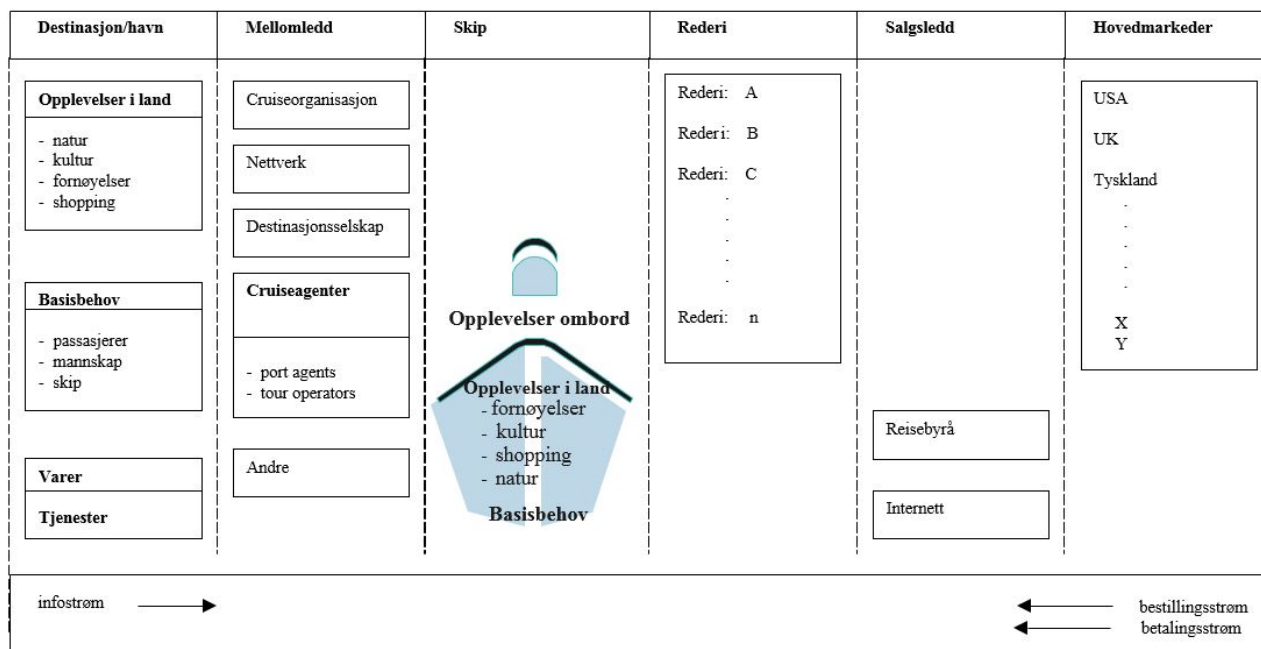 Destinasjon/havn
Mellomledd
Skip
Rederi
Salgsledd
Hovedmarkeder
Opplevelser i land
- natur
- kultur
- fornøyelser
- shopping
Basisbehov
- passasjerer
- mannskap
- skip
Varer
Tjenester
Cruiseorganisasjon
Nettverk
Destinasjonsselskap
Cruiseagenter
- port agents
- tour operators
Andre
Opplevelser ombord
Opplevelser i land
- fornøyelser
- kultur
- shopping
- natur
Basisbehov
Rederi: A
Rederi: B
Rederi: C
.
.
.
.
.
Rederi: n
Reisebyrå
Internett
USA
UK
Tyskland
.
.
.
.
.
X
Y
infostrøm
bestillingsstrøm
betalingsstrøm